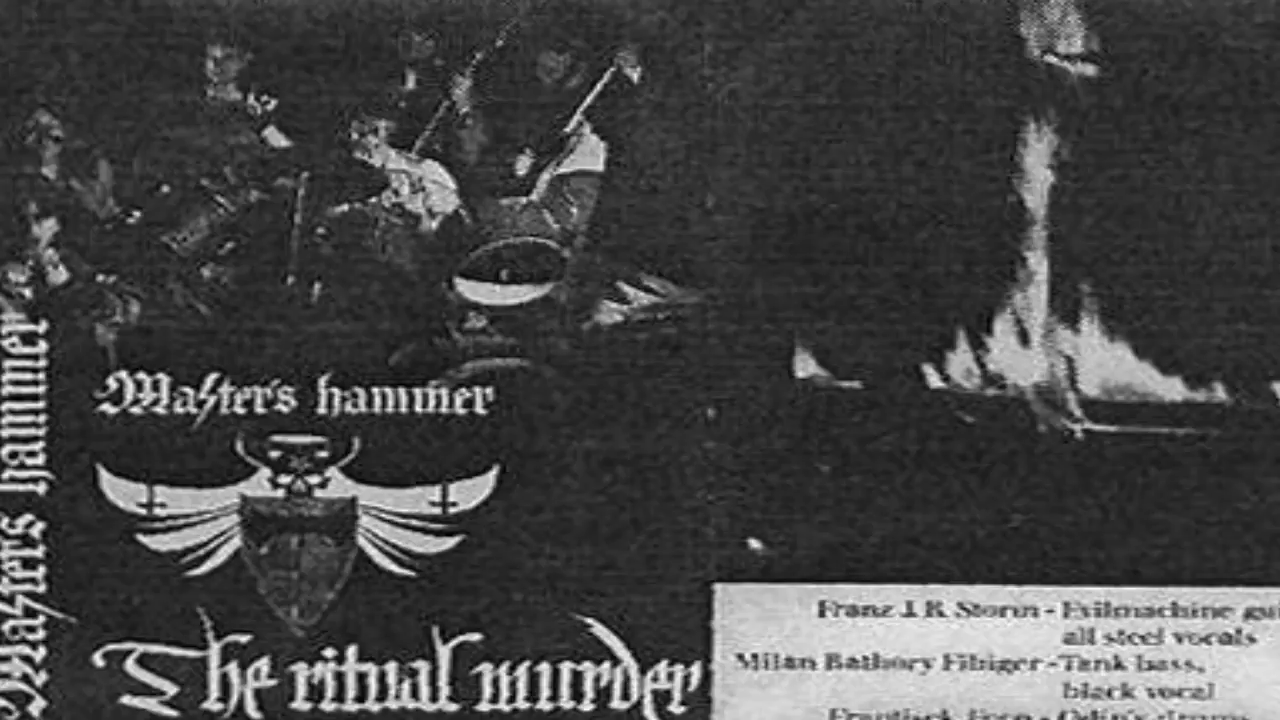 Master's hammer
Master's hammer
The ritual murder
Franz J.R. Storm - Evilmachine
all steel vocals
Milan Bathory Fibiger - Tank bass,
black vocal